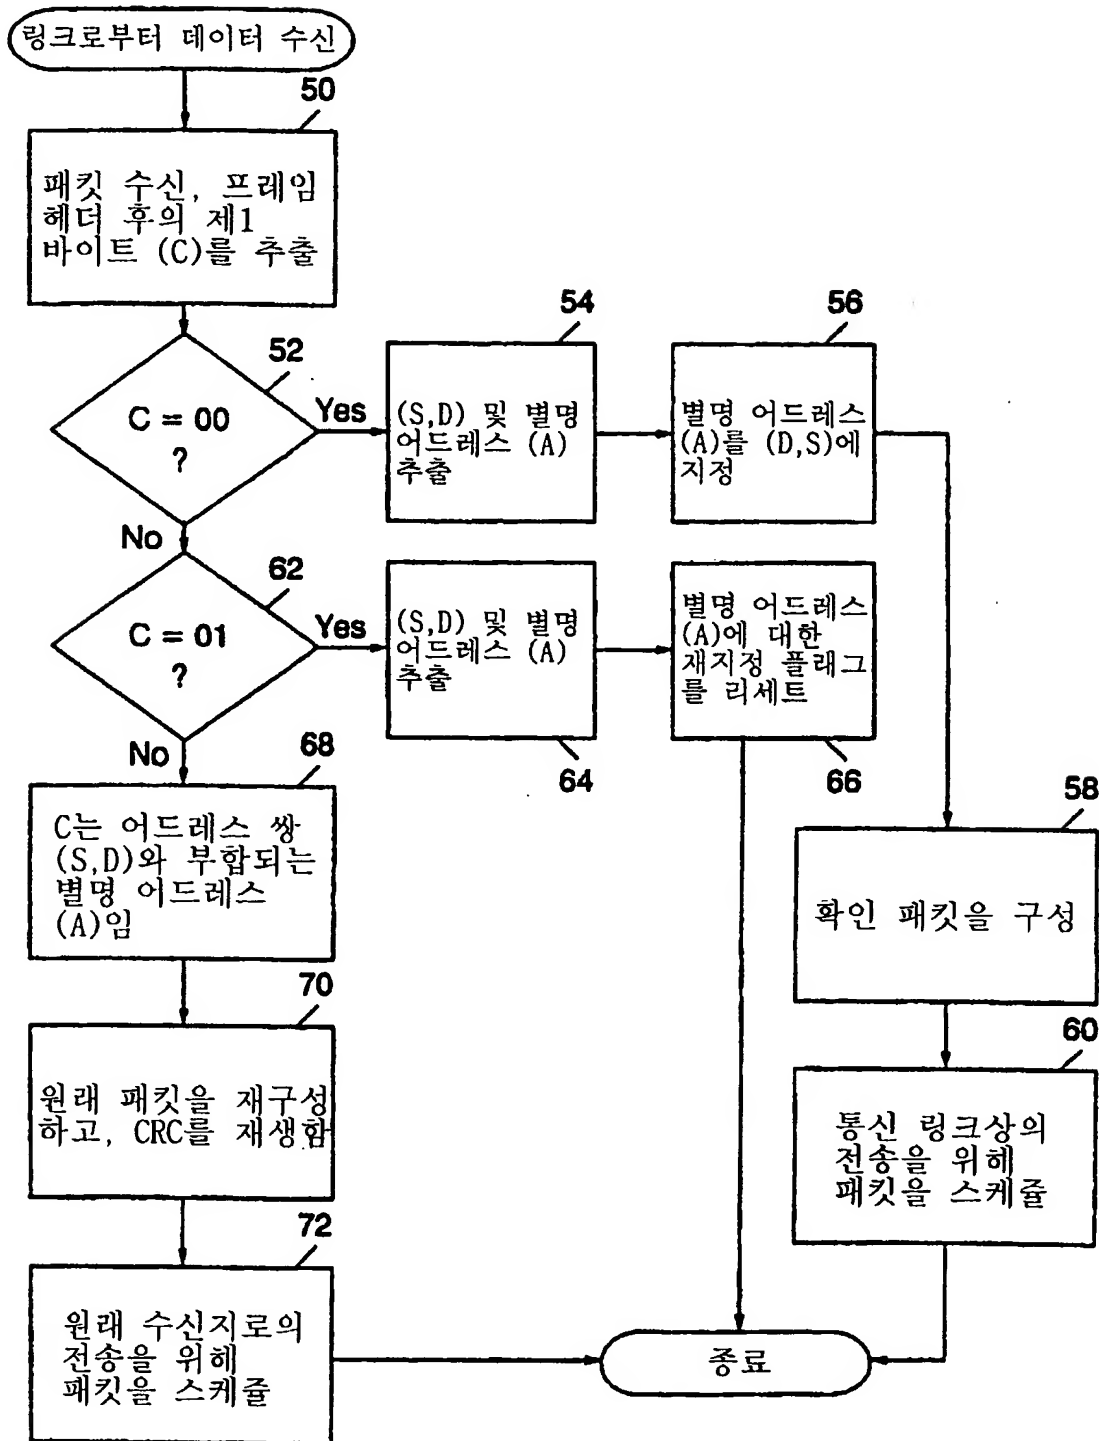 링크로부터 데이터 수신
50
패킷 수신, 프레임
헤더 후의 제1
바이트 (C)를 추출
52
C = 00
?
Yes
54
(S,D) 및 별명
어드레스 (A)
추출
56
별명 어드레스
(A)를 (D,S)에
지정
No
62
C = 01
?
Yes
(S,D) 및 별명
어드레스 (A)
추출
64
별명 어드레스
(A)에 대한
재지정 플래그
를 리세트
66
No
68
C는 어드레스 쌍
(S,D)와 부합되는
별명 어드레스
(A)임
58
확인 패킷을 구성
70
원래 패킷을 재구성
하고, CRC를 재생함
60
통신 링크상의
전송을 위해
패킷을 스케쥴
72
원래 수신지로의
전송을 위해
패킷을 스케쥴
종료